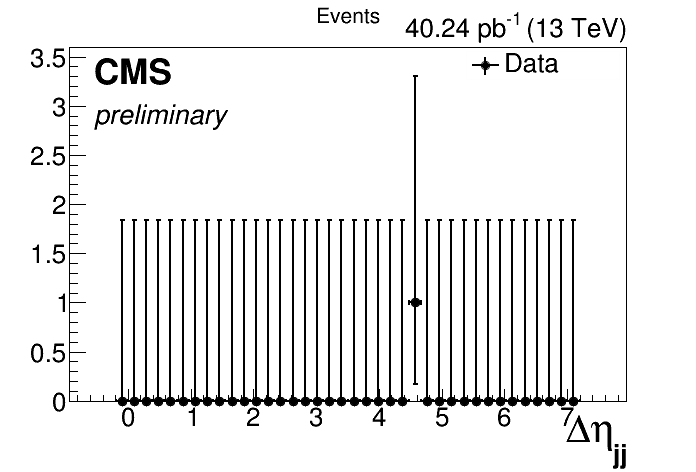 Events
40.24 pb-1 (13 TeV)
CMS
preliminary
Data
3.5
3
2.5
2
1.5
1
0.5
0
0 1 2 3 4 5 6 7
Δηjj